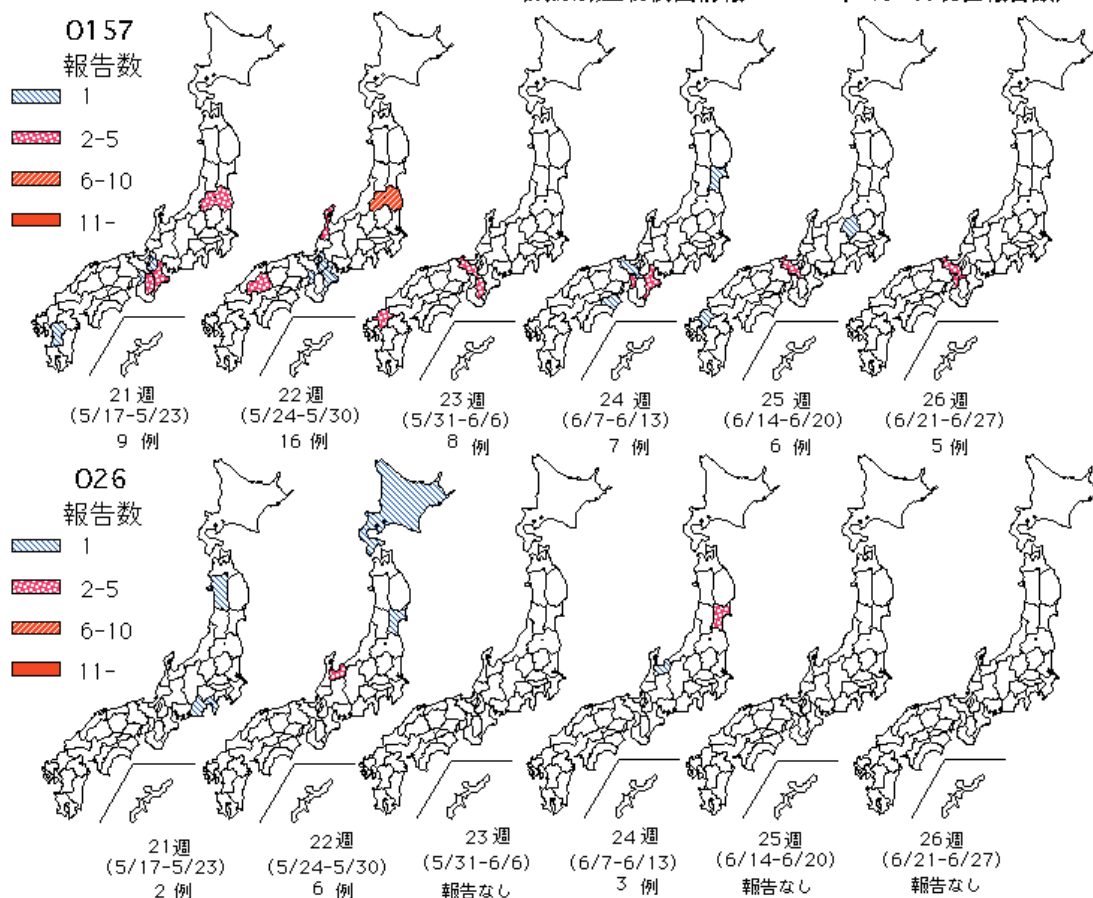 O157
報告数
1
2-5
6-10
11-
21週
(5/17-5/23)
9 例
22週
(5/24-5/30)
16 例
23週
(5/31-6/6)
8 例
24週
(6/7-6/13)
7 例
25週
(6/14-6/20)
6 例
26週
(6/21-6/27)
5 例
O26
報告数
1
2-5
6-10
11-
21週
(5/17-5/23)
2 例
22週
(5/24-5/30)
6 例
23週
(5/31-6/6)
報告なし
24週
(6/7-6/13)
3 例
25週
(6/14-6/20)
報告なし
26週
(6/21-6/27)
報告なし